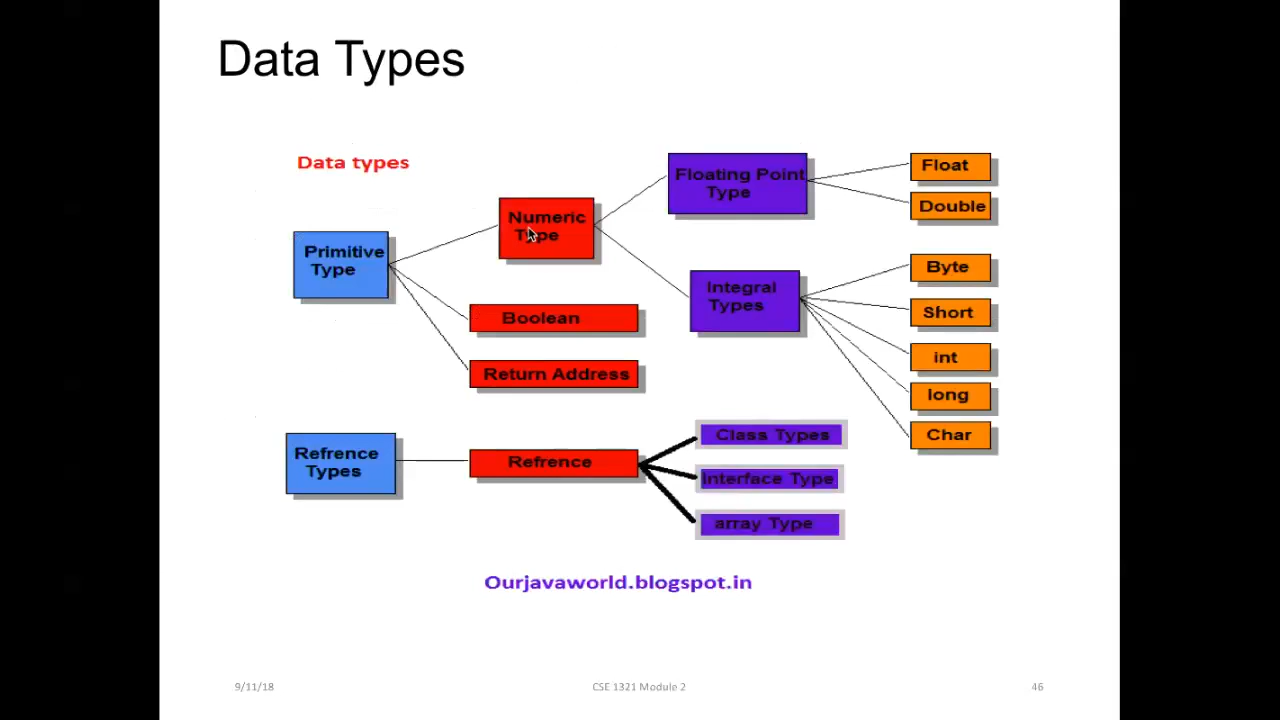 Data Types
Data types
Primitive
Type
Numeric
Type
Boolean
Return Address
Floating Point
Type
Integral
Types
Float
Double
Byte
Short
int
long
Char
Refrence
Types
Refrence
Class Types
Interface Type
array Type
Ourjavaworld.blogspot.in
9/11/18
CSE 1321 Module 2
46